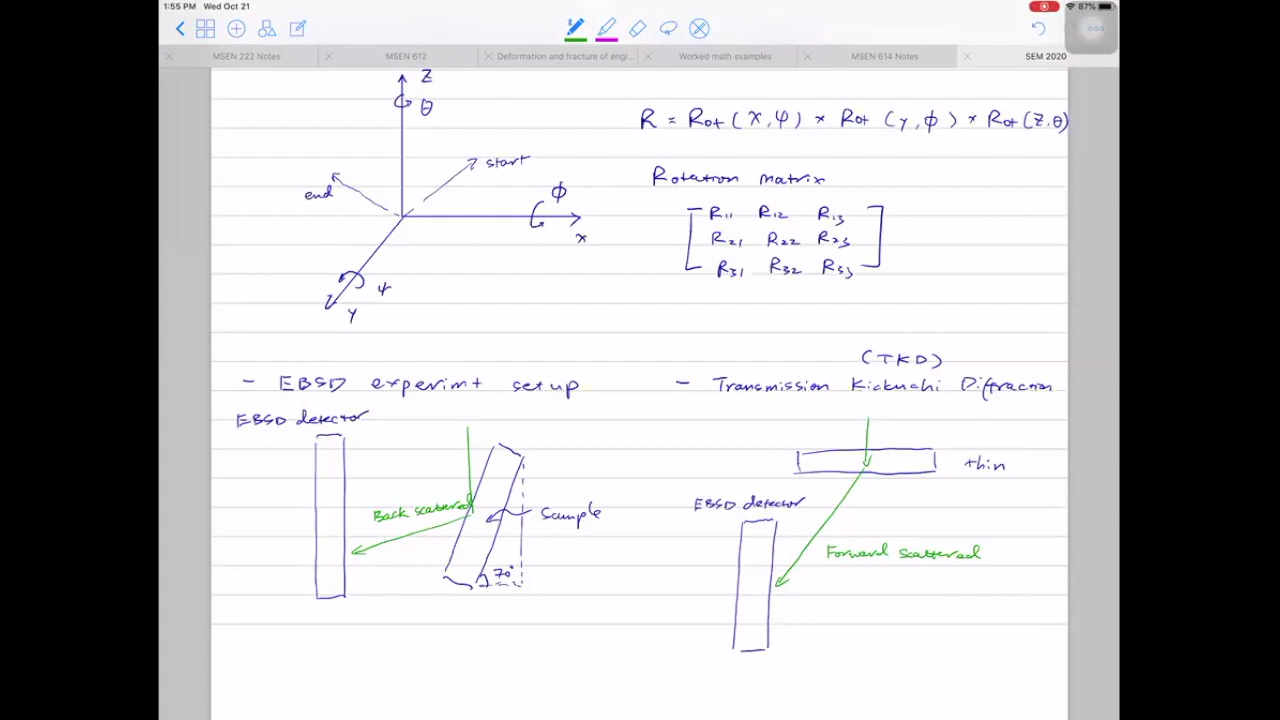 1:55 PM Wed Oct 21
87%
MSEN 222 Notes
MSEN 612
Deformation and fracture of engi...
Worked math examples
MSEN 614 Notes
SEM 2020
Z
θ
start
end
ϕ
x
ψ
Y
R = Rot (X,ψ) × Rot (Y,ϕ) × Rot (Z,θ)
Rotation matrix
R11 R12 R13
R21 R22 R23
R31 R32 R33
- EBSD experimt setup
EBSD detector
Back scattered
Sample
70°
(TKD)
- Transmission Kickuchi Diffraction
thin
EBSD detector
Forward scattered